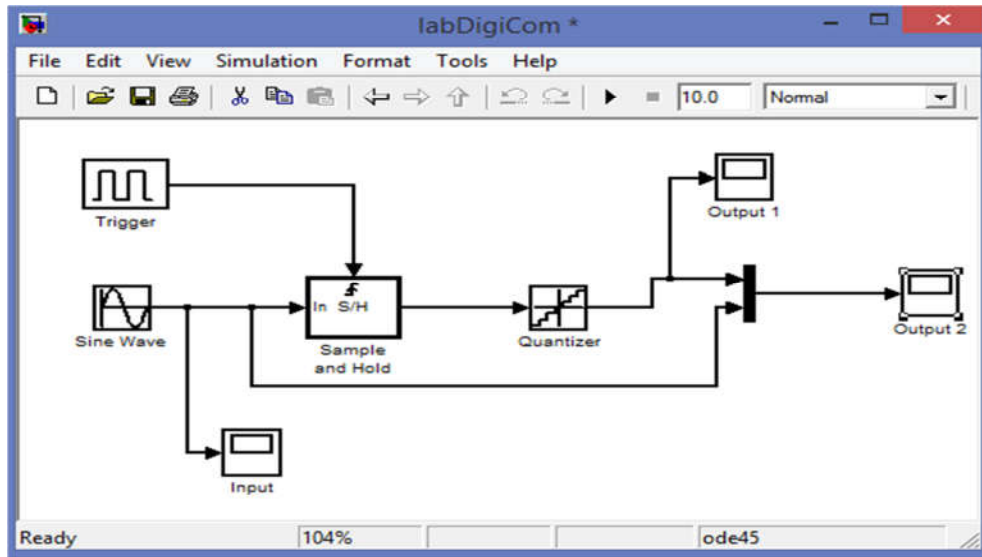 labDigiCom *
File Edit View Simulation Format Tools Help
10.0 Normal
Trigger
Output 1
In S/H
Sine Wave
Sample
and Hold
Quantizer
Output 2
Input
Ready 104% ode45